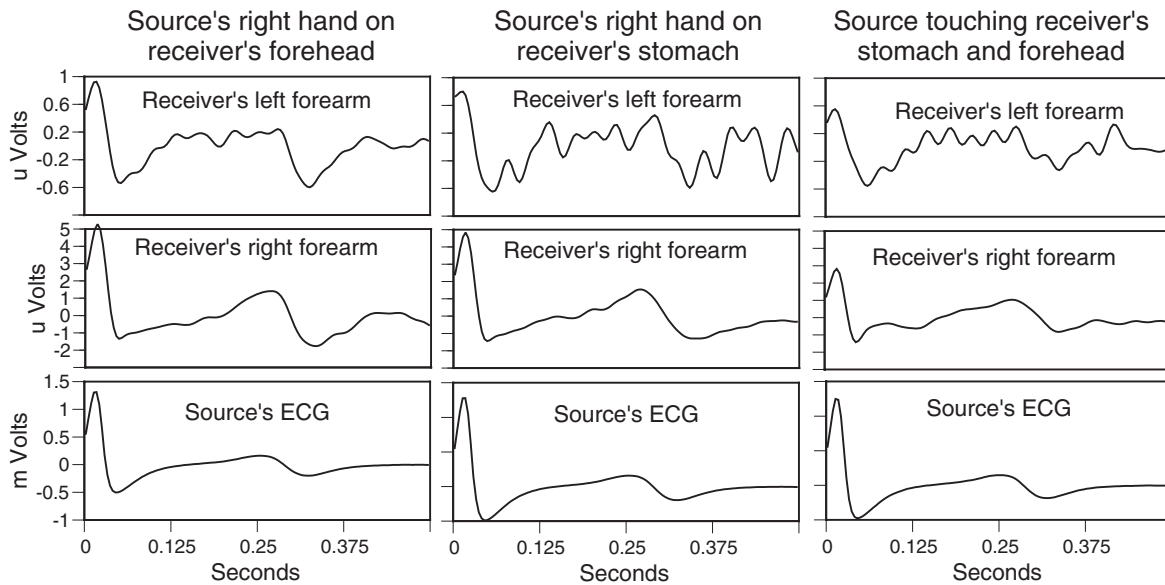 Source's right hand on
receiver's forehead
Source's right hand on
receiver's stomach
Source touching receiver's
stomach and forehead
u Volts
1
0.6
0.2
-0.2
-0.6
Receiver's left forearm
Receiver's left forearm
Receiver's left forearm
u Volts
5
4
3
2
1
0
-1
-2
Receiver's right forearm
Receiver's right forearm
Receiver's right forearm
m Volts
1.5
1
0.5
0
-0.5
-1
Source's ECG
Source's ECG
Source's ECG
0 0.125 0.25 0.375
0 0.125 0.25 0.375
0 0.125 0.25 0.375
Seconds
Seconds
Seconds